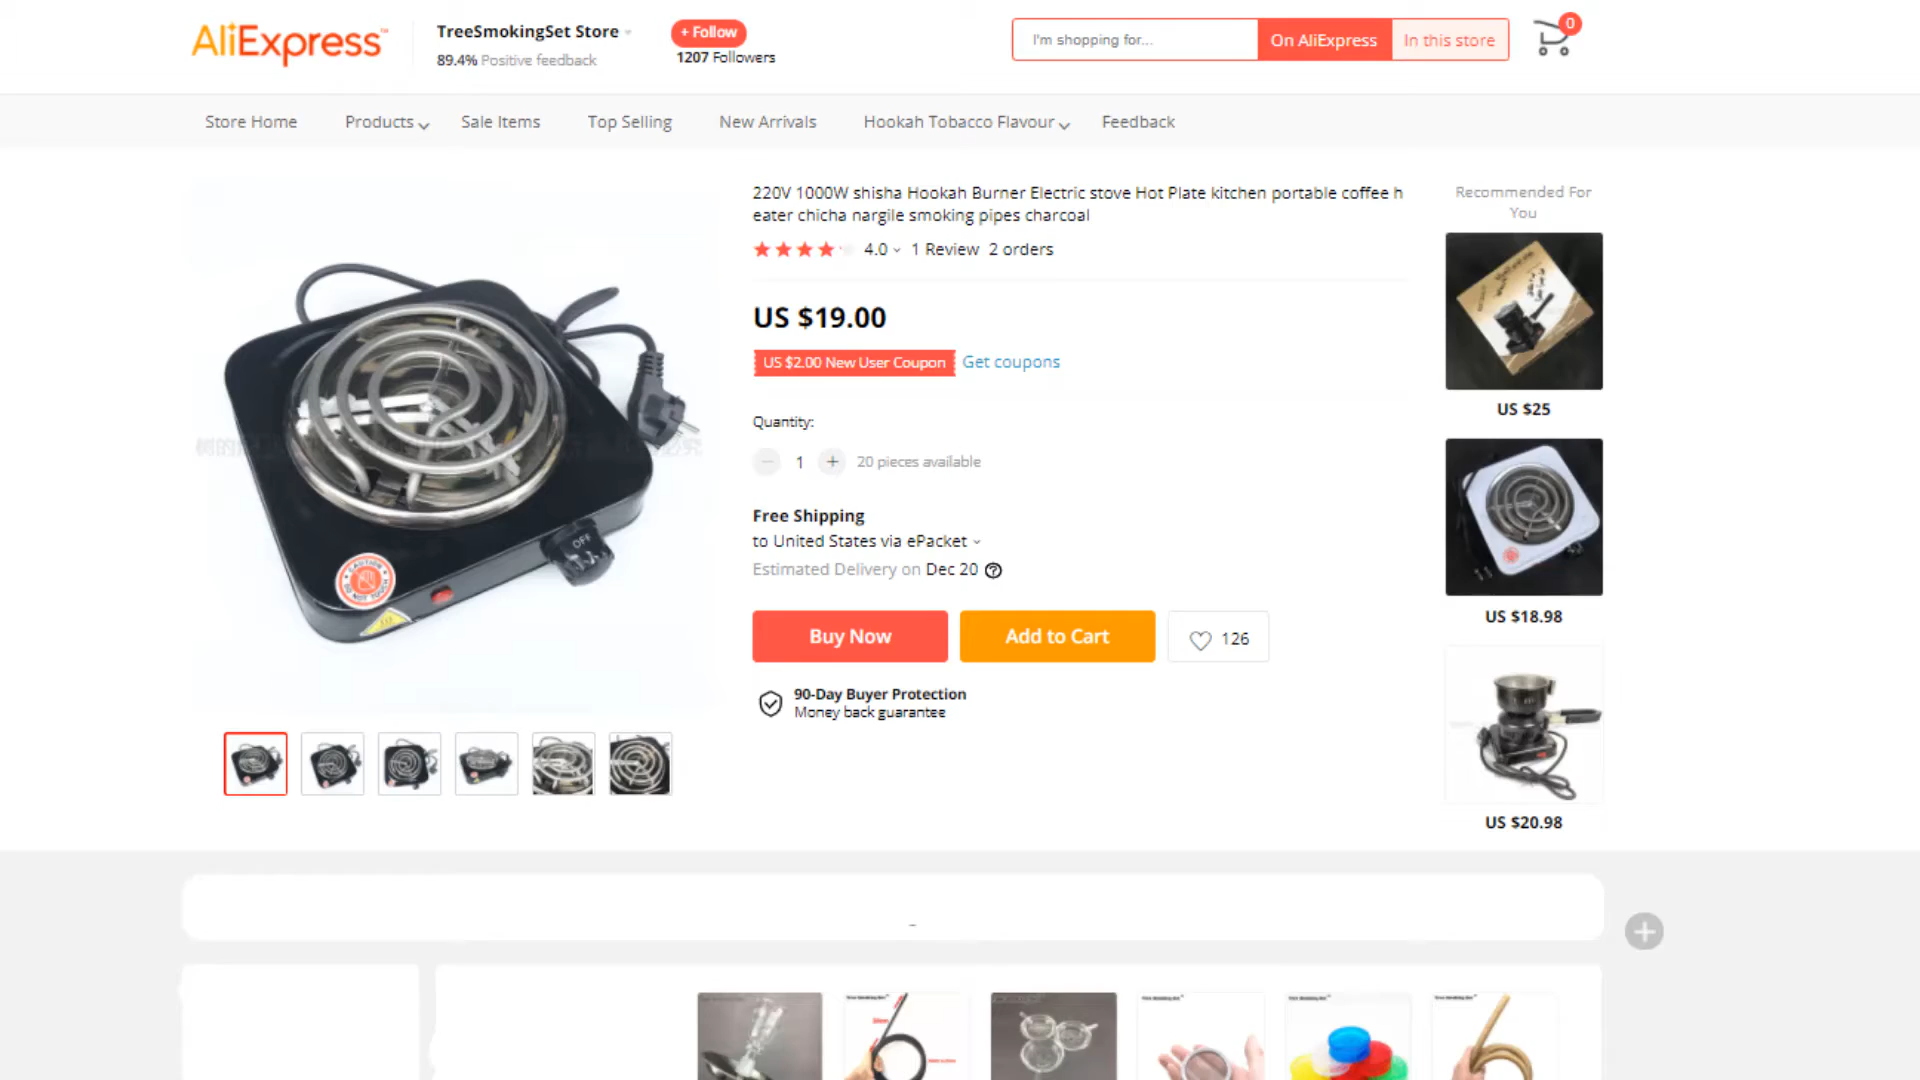 AliExpress™
TreeSmokingSet Store
89.4% Positive feedback
+ Follow
1207 Followers
I'm shopping for...
On AliExpress
In this store
0
Store Home
Products
Sale Items
Top Selling
New Arrivals
Hookah Tobacco Flavour
Feedback
220V 1000W shisha Hookah Burner Electric stove Hot Plate kitchen portable coffee h
eater chicha nargile smoking pipes charcoal
4.0
1 Review
2 orders
US $19.00
US $2.00 New User Coupon
Get coupons
Quantity:
1
20 pieces available
Free Shipping
to United States via ePacket
Estimated Delivery on Dec 20
Buy Now
Add to Cart
126
90-Day Buyer Protection
Money back guarantee
OFF
CAUTION
DO NOT TOUCH
Recommended For
You
US $25
US $18.98
US $20.98